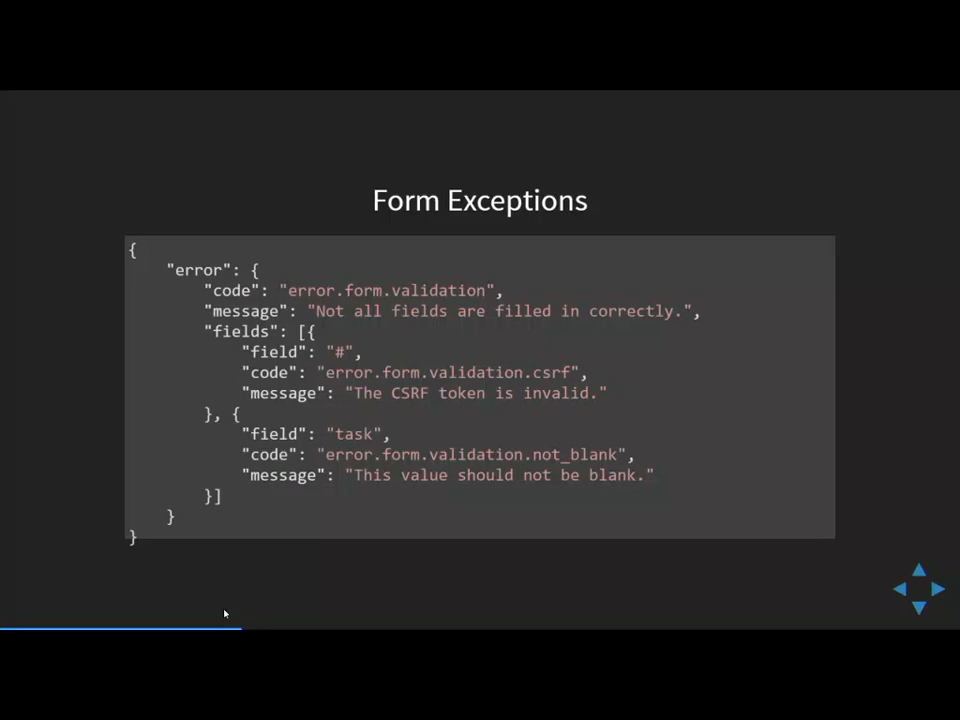 Form Exceptions
{
    "error": {
        "code": "error.form.validation",
        "message": "Not all fields are filled in correctly.",
        "fields": [{
            "field": "#",
            "code": "error.form.validation.csrf",
            "message": "The CSRF token is invalid."
        }, {
            "field": "task",
            "code": "error.form.validation.not_blank",
            "message": "This value should not be blank."
        }]
    }
}